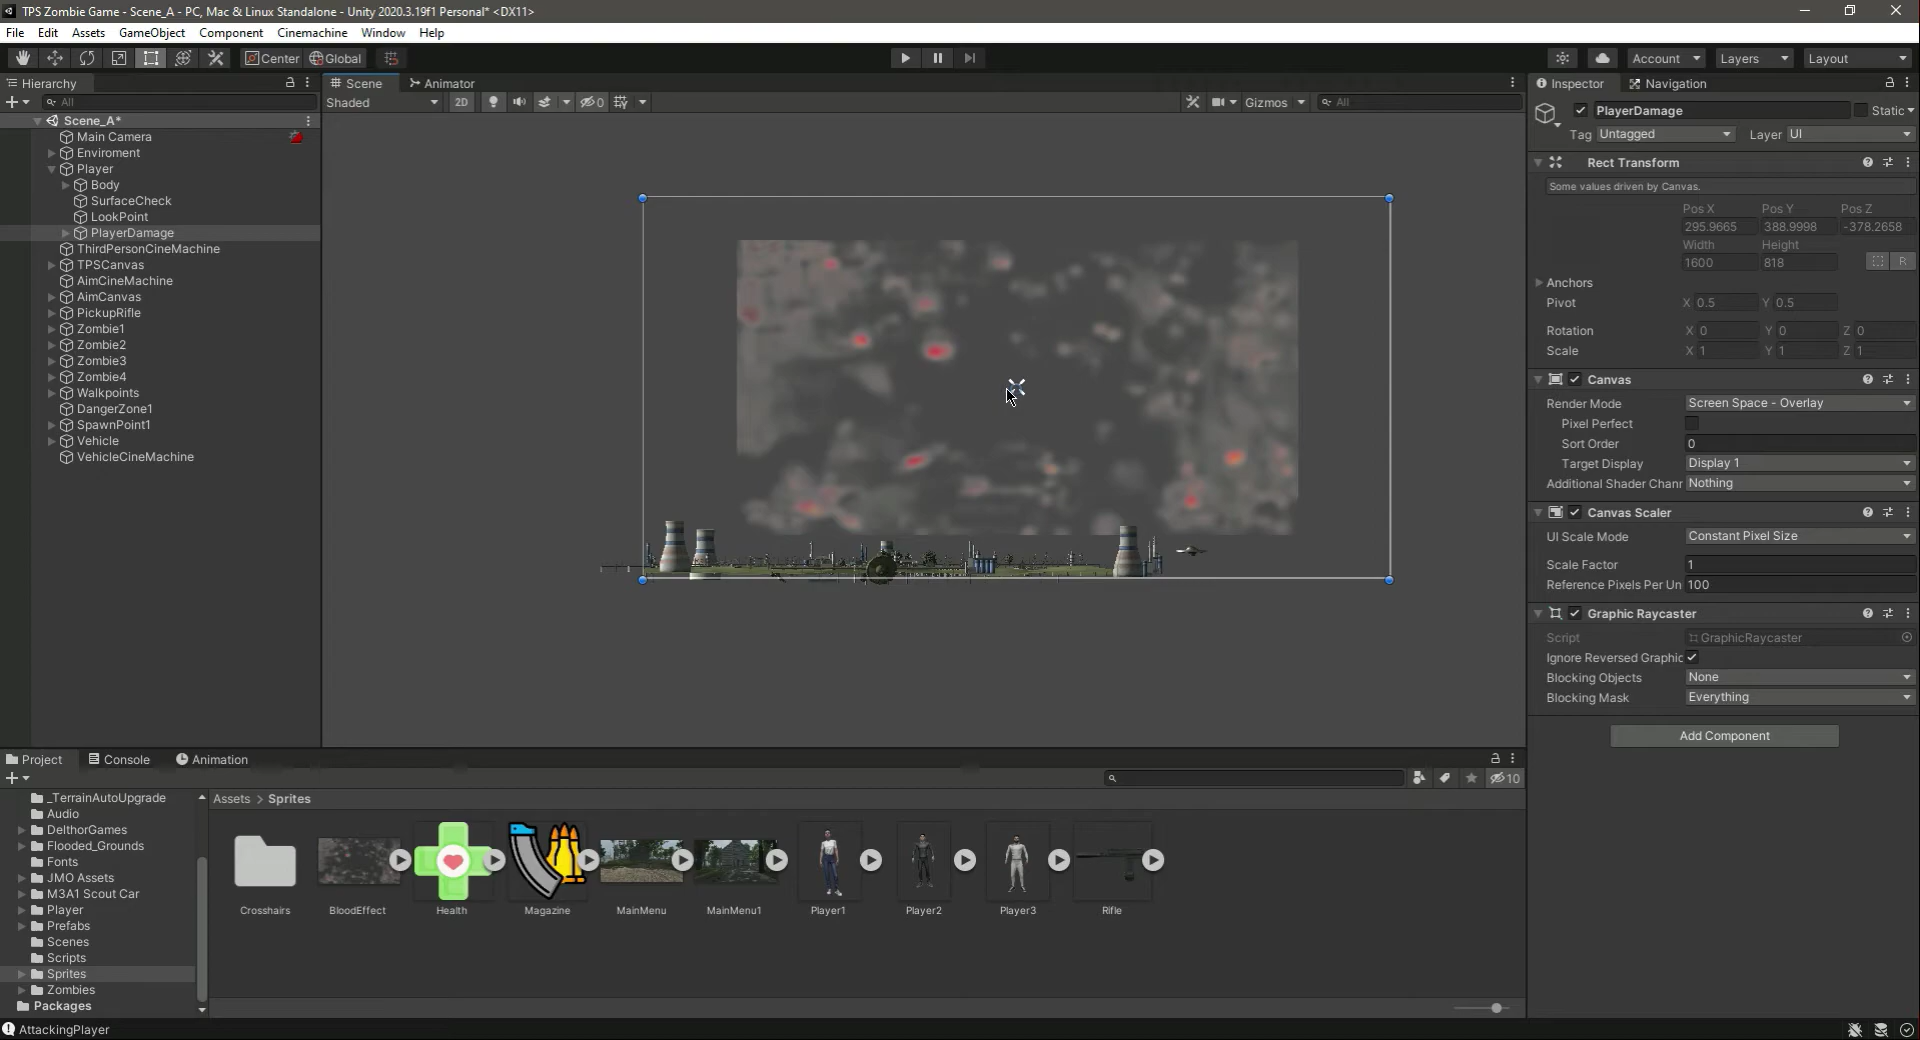 TPS Zombie Game - Scene_A - PC, Mac & Linux Standalone - Unity 2020.3.19f1 Personal* <DX11>
File Edit Assets GameObject Component Cinemachine Window Help
Center Global Account Layers Layout
Hierarchy
All
Scene_A*
Main Camera
Enviroment
Player
Body
SurfaceCheck
LookPoint
PlayerDamage
ThirdPersonCineMachine
TPSCanvas
AimCineMachine
AimCanvas
PickupRifle
Zombie1
Zombie2
Zombie3
Zombie4
Walkpoints
DangerZone1
SpawnPoint1
Vehicle
VehicleCineMachine
Scene Animator
Shaded 2D 0 Gizmos All
Inspector Navigation
PlayerDamage Static
Tag Untagged Layer UI
Rect Transform
Some values driven by Canvas.
Pos X Pos Y Pos Z
295.9665 388.9998 -378.2658
Width Height
1600 818 R
Anchors
Pivot X 0.5 Y 0.5
Rotation X 0 Y 0 Z 0
Scale X 1 Y 1 Z 1
Canvas
Render Mode Screen Space - Overlay
Pixel Perfect
Sort Order 0
Target Display Display 1
Additional Shader Chanr Nothing
Canvas Scaler
UI Scale Mode Constant Pixel Size
Scale Factor 1
Reference Pixels Per Un 100
Graphic Raycaster
Script GraphicRaycaster
Ignore Reversed Graphic
Blocking Objects None
Blocking Mask Everything
Add Component
Project Console Animation
10
_TerrainAutoUpgrade
Audio
DelthorGames
Flooded_Grounds
Fonts
JMO Assets
M3A1 Scout Car
Player
Prefabs
Scenes
Scripts
Sprites
Zombies
Packages
Assets > Sprites
Crosshairs BloodEffect Health Magazine MainMenu MainMenu1 Player1 Player2 Player3 Rifle
AttackingPlayer